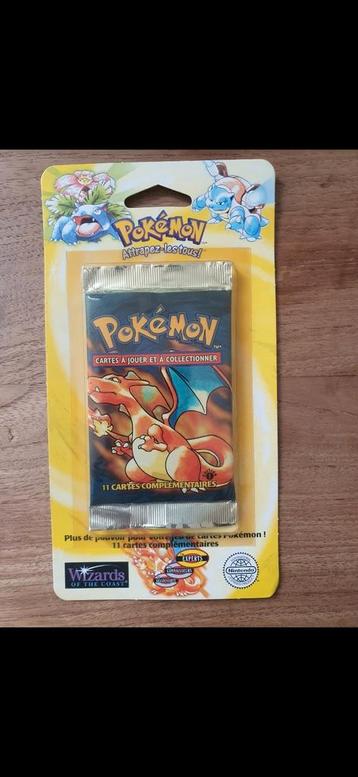 POKéMON
Attrapez-les tous!
POKéMON
CARTES À JOUER ET À COLLECTIONNER
11 CARTES COMPLÉMENTAIRES
Plus de pouvoir pour votre jeu de cartes Pokémon !
11 cartes complémentaires
EXPERTS
Wizards
OF THE COAST
Nintendo